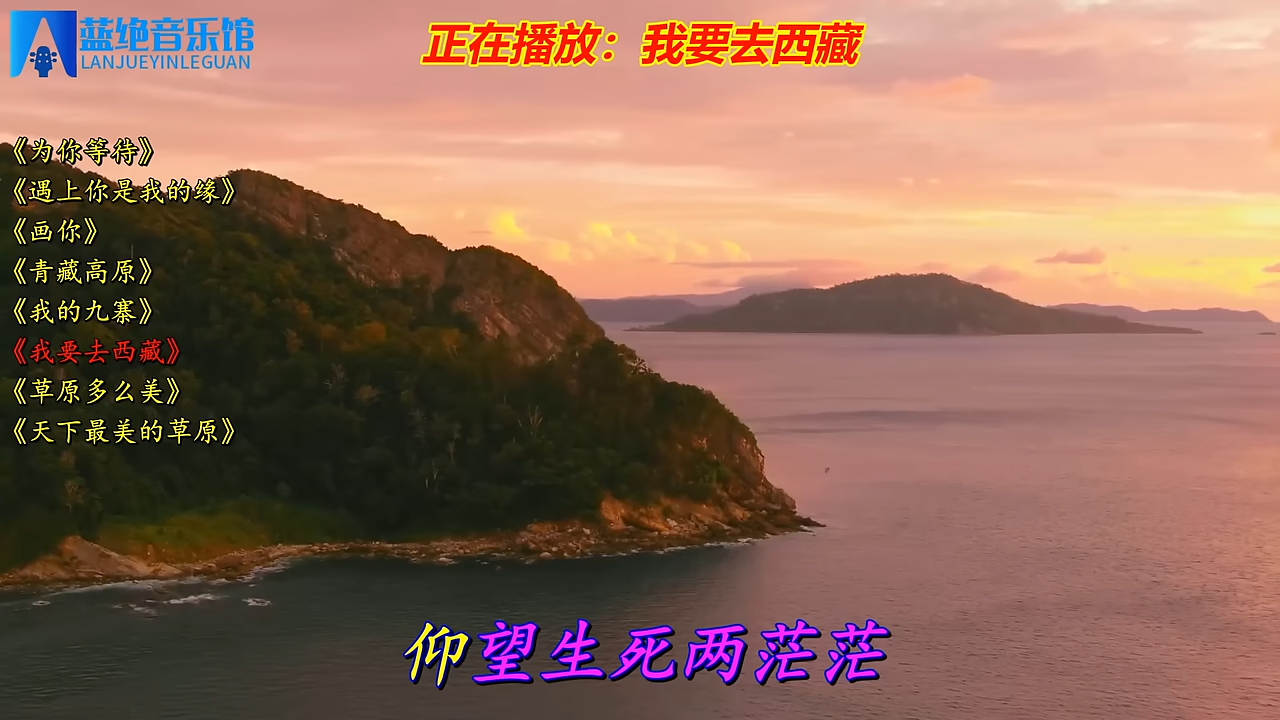 蓝绝音乐馆
LANJUEYINLEGUAN
正在播放：我要去西藏
《为你等待》
《遇上你是我的缘》
《画你》
《青藏高原》
《我的九寨》
《我要去西藏》
《草原多么美》
《天下最美的草原》
仰望生死两茫茫